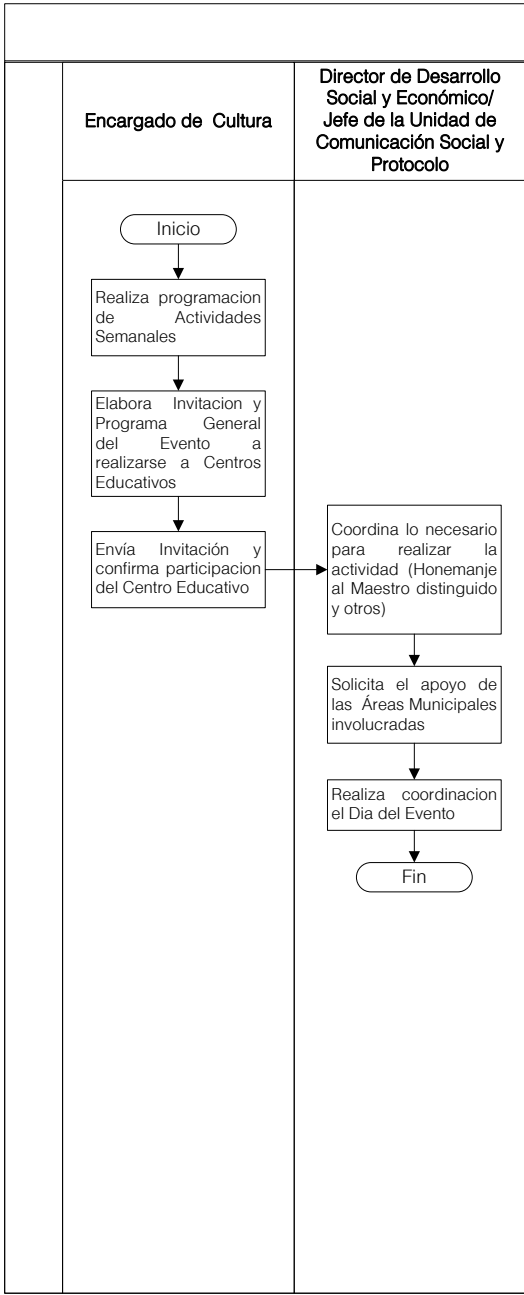 Encargado de Cultura
Director de Desarrollo
Social y Económico/
Jefe de la Unidad de
Comunicación Social y
Protocolo
Inicio
Realiza programacion
de Actividades
Semanales
Elabora Invitacion y
Programa General
del Evento a
realizarse a Centros
Educativos
Envía Invitación y
confirma participacion
del Centro Educativo
Coordina lo necesario
para realizar la
actividad (Honemanje
al Maestro distinguido
y otros)
Solicita el apoyo de
las Áreas Municipales
involucradas
Realiza coordinacion
el Dia del Evento
Fin